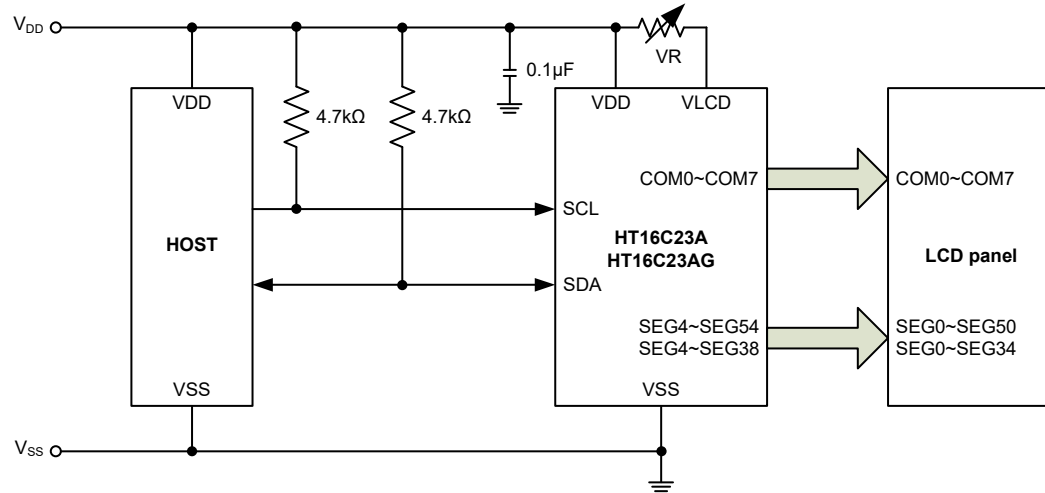 VDD
VR
0.1μF
VDD
4.7kΩ
4.7kΩ
VDD
VLCD
COM0~COM7
COM0~COM7
SCL
HOST
HT16C23A
HT16C23AG
LCD panel
SDA
SEG4~SEG54
SEG0~SEG50
SEG4~SEG38
SEG0~SEG34
VSS
VSS
VSS